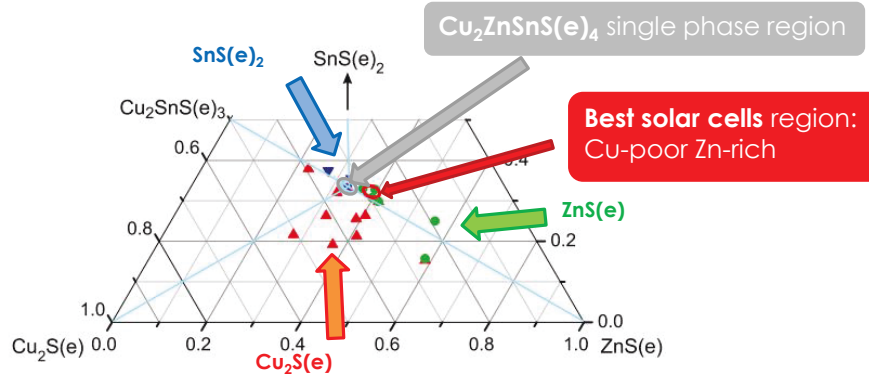 Cu₂ZnSnS(e)₄ single phase region
SnS(e)₂
SnS(e)₂
Cu₂SnS(e)₃
Best solar cells region:
Cu-poor Zn-rich
0.6
0.4
ZnS(e)
0.8
0.2
1.0
0.0
Cu₂S(e) 0.0 0.2 0.4 0.6 0.8 1.0 ZnS(e)
Cu₂S(e)